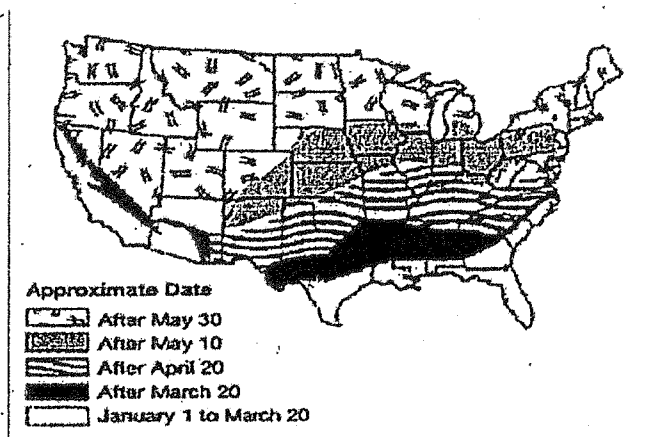 Approximate Date
After May 30
After May 10
After April 20
After March 20
January 1 to March 20